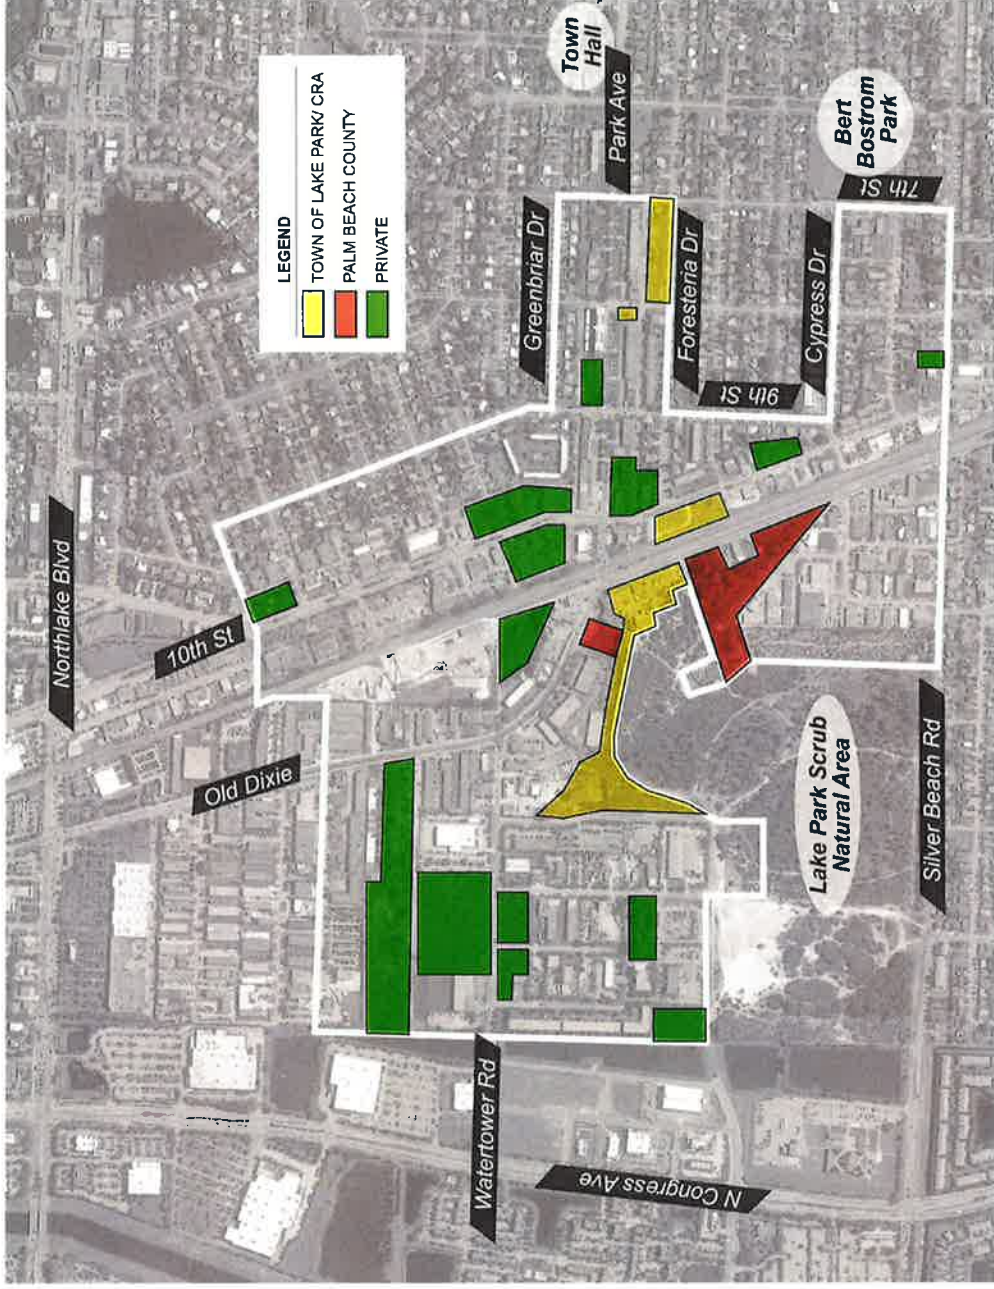 LEGEND
TOWN OF LAKE PARK/ CRA
PALM BEACH COUNTY
PRIVATE
Northlake Blvd
10th St
Old Dixie
Watertower Rd
N Congress Ave
Greenbriar Dr
Town
Hall
Park Ave
Foresteria Dr
9th St
Cypress Dr
7th St
Bert
Bostrom
Park
Lake Park Scrub
Natural Area
Silver Beach Rd